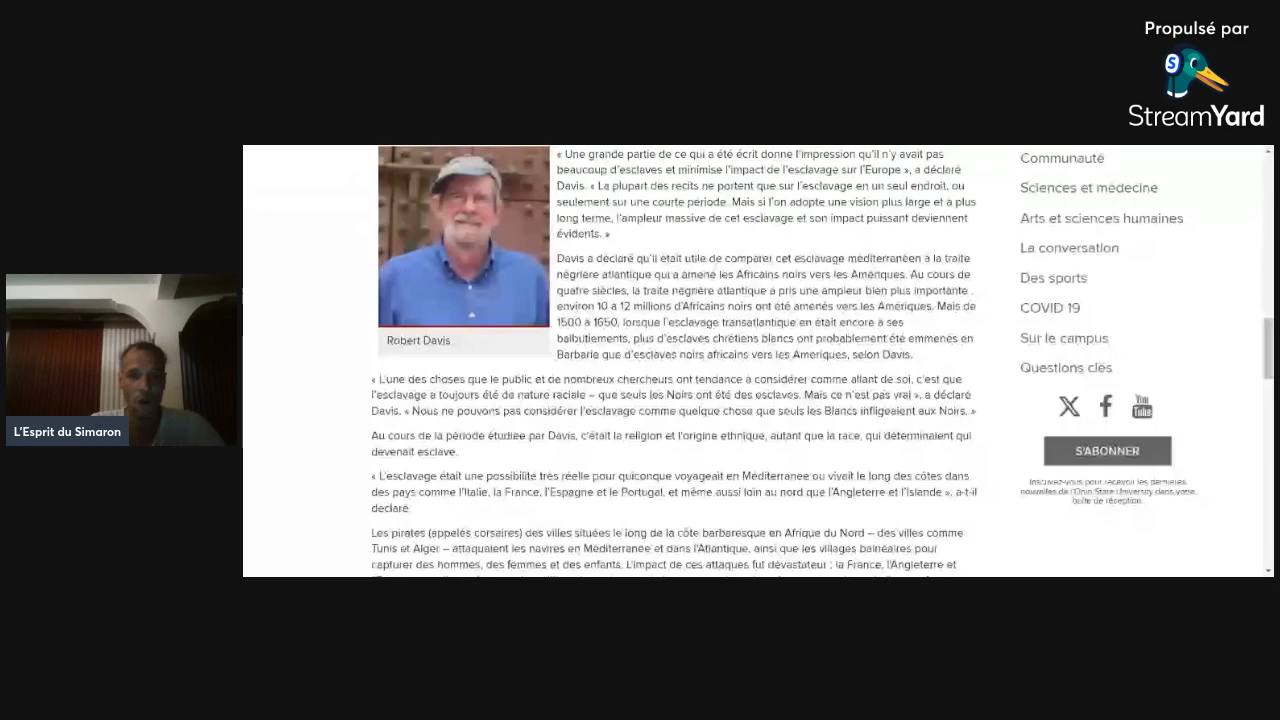 Propulsé par
StreamYard
L'Esprit du Simaron
Robert Davis
« Une grande partie de ce qui a été écrit donne l'impression qu'il n'y avait pas
beaucoup d'esclaves et minimise l'impact de l'esclavage sur l'Europe », a déclaré
Davis. « La plupart des récits ne portent que sur l'esclavage en un seul endroit, ou
seulement sur une courte période. Mais si l'on adopte une vision plus large et à plus
long terme, l'ampleur massive de cet esclavage et son impact puissant deviennent
évidents. »
Davis a déclaré qu'il était utile de comparer cet esclavage méditerranéen à la traite
négrière atlantique qui a amené les Africains noirs vers les Amériques. Au cours de
quatre siècles, la traite négrière atlantique a pris une ampleur bien plus importante :
environ 10 à 12 millions d'Africains noirs ont été amenés vers les Amériques. Mais de
1500 à 1650, lorsque l'esclavage transatlantique en était encore à ses
balbutiements, plus d'esclaves chrétiens blancs ont probablement été emmenés en
Barbarie que d'esclaves noirs africains vers les Amériques, selon Davis.
« L'une des choses que le public et de nombreux chercheurs ont tendance à considérer comme allant de soi, c'est que
l'esclavage a toujours été de nature raciale – que seuls les Noirs ont été des esclaves. Mais ce n'est pas vrai », a déclaré
Davis. « Nous ne pouvons pas considérer l'esclavage comme quelque chose que seuls les Blancs infligeaient aux Noirs. »
Au cours de la période étudiée par Davis, c'était la religion et l'origine ethnique, autant que la race, qui déterminaient qui
devenait esclave.
« L'esclavage était une possibilité très réelle pour quiconque voyageait en Méditerranée ou vivait le long des côtes dans
des pays comme l'Italie, la France, l'Espagne et le Portugal, et même aussi loin au nord que l'Angleterre et l'Islande », a-t-il
déclaré.
Les pirates (appelés corsaires) des villes situées le long de la côte barbaresque en Afrique du Nord – des villes comme
Tunis et Alger – attaquaient les navires en Méditerranée et dans l'Atlantique, ainsi que les villages balnéaires pour
capturer des hommes, des femmes et des enfants. L'impact de ces attaques fut dévastateur : la France, l'Angleterre et
Communauté
Sciences et médecine
Arts et sciences humaines
La conversation
Des sports
COVID 19
Sur le campus
Questions clés
You
Tube
S'ABONNER
Inscrivez-vous pour recevoir les dernières
nouvelles de l'Ohio State University dans votre
boîte de réception.